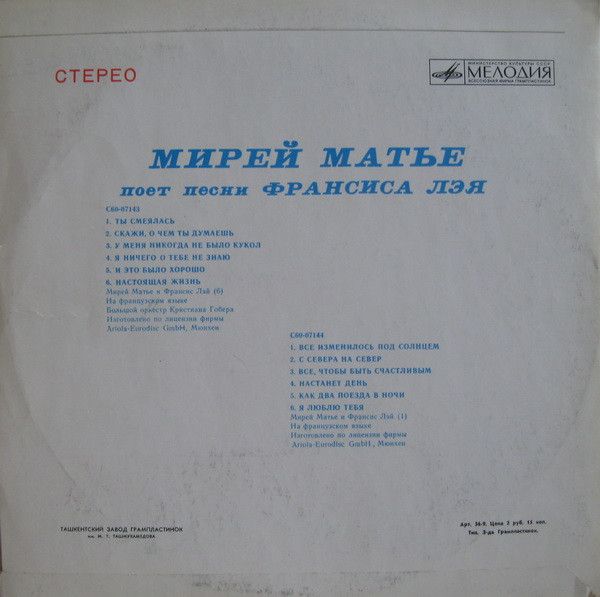 СТЕРЕО
МИНИСТЕРСТВО КУЛЬТУРЫ СССР
МЕЛОДИЯ
ВСЕСОЮЗНАЯ ФИРМА ГРАМПЛАСТИНОК
МИРЕЙ МАТЬЕ
поет песни ФРАНСИСА ЛЭЯ
С60-07143
1. ТЫ СМЕЯЛАСЬ
2. СКАЖИ, О ЧЕМ ТЫ ДУМАЕШЬ
3. У МЕНЯ НИКОГДА НЕ БЫЛО КУКОЛ
4. Я НИЧЕГО О ТЕБЕ НЕ ЗНАЮ
5. И ЭТО БЫЛО ХОРОШО
6. НАСТОЯЩАЯ ЖИЗНЬ
Мирей Матье и Франсис Лэй (6)
На французском языке
Большой оркестр Кристиана Гобера
Изготовлено по лицензии фирмы
Ariola-Eurodisc GmbH, Мюнхен
С60-07144
1. ВСЕ ИЗМЕНИЛОСЬ ПОД СОЛНЦЕМ
2. С СЕВЕРА НА СЕВЕР
3. ВСЕ, ЧТОБЫ БЫТЬ СЧАСТЛИВЫМ
4. НАСТАНЕТ ДЕНЬ
5. КАК ДВА ПОЕЗДА В НОЧИ
6. Я ЛЮБЛЮ ТЕБЯ
Мирей Матье и Франсис Лэй (1)
На французском языке
Изготовлено по лицензии фирмы
Ariola-Eurodisc GmbH, Мюнхен
ТАШКЕНТСКИЙ ЗАВОД ГРАМПЛАСТИНОК
им. М. Т. ТАШМУХАМЕДОВА
Арт. 36-9. Цена 2 руб. 15 коп.
Тип. З-да Грампластинок.